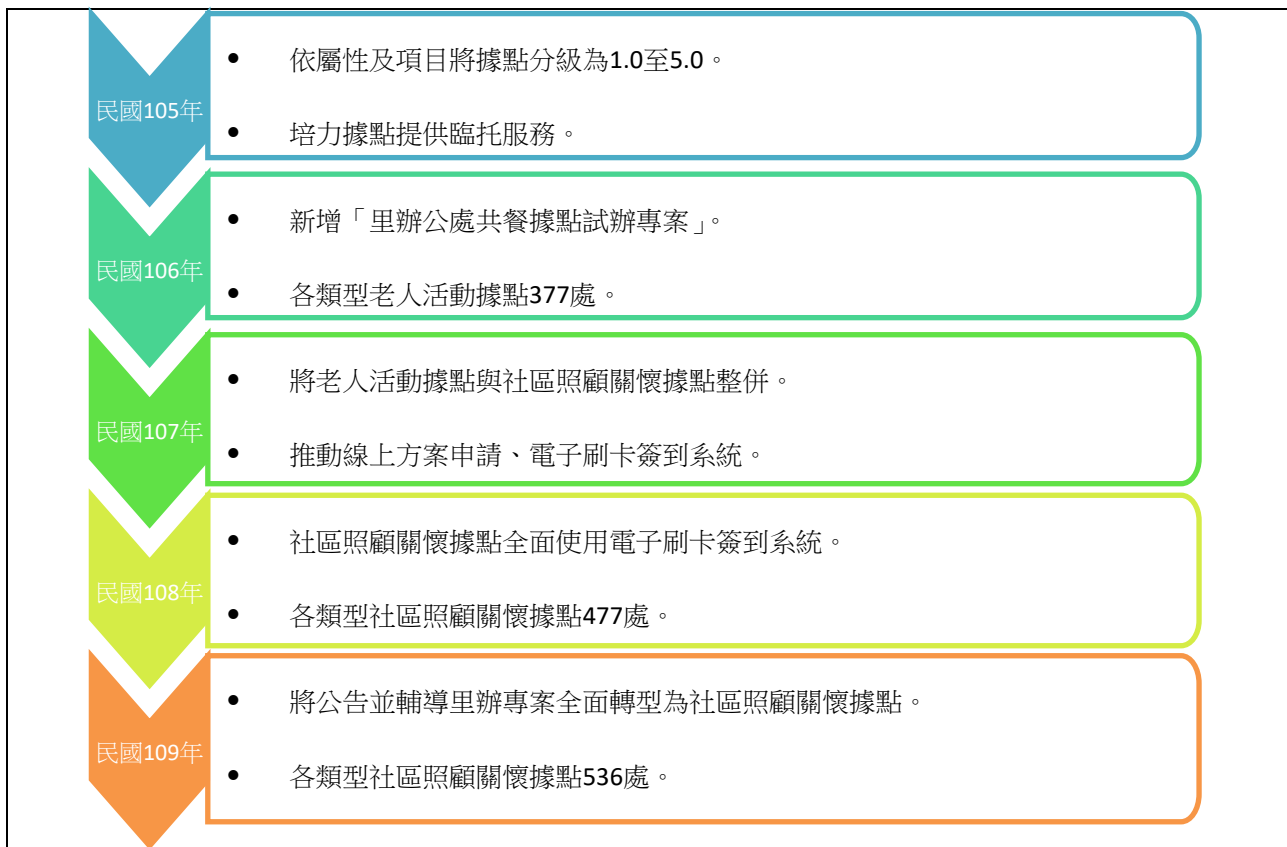 民國105年
• 依屬性及項目將據點分級為1.0至5.0。
• 培力據點提供臨托服務。
民國106年
• 新增「里辦公處共餐據點試辦專案」。
• 各類型老人活動據點377處。
民國107年
• 將老人活動據點與社區照顧關懷據點整併。
• 推動線上方案申請、電子刷卡簽到系統。
民國108年
• 社區照顧關懷據點全面使用電子刷卡簽到系統。
• 各類型社區照顧關懷據點477處。
民國109年
• 將公告並輔導里辦專案全面轉型為社區照顧關懷據點。
• 各類型社區照顧關懷據點536處。